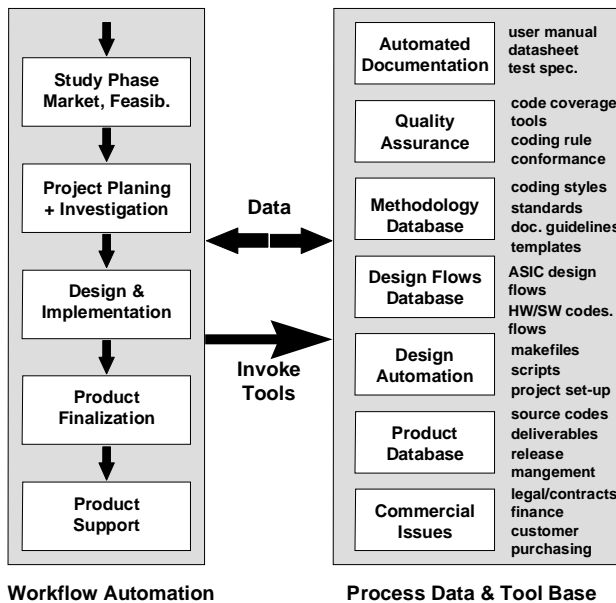 Study Phase
Market, Feasib.
Project Planing
+ Investigation
Design &
Implementation
Product
Finalization
Product
Support
Workflow Automation
Data
Invoke
Tools
Automated
Documentation
user manual
datasheet
test spec.
Quality
Assurance
code coverage
tools
coding rule
conformance
Methodology
Database
coding styles
standards
doc. guidelines
templates
Design Flows
Database
ASIC design
flows
HW/SW codes.
flows
Design
Automation
makefiles
scripts
project set-up
Product
Database
source codes
deliverables
release
mangement
Commercial
Issues
legal/contracts
finance
customer
purchasing
Process Data & Tool Base